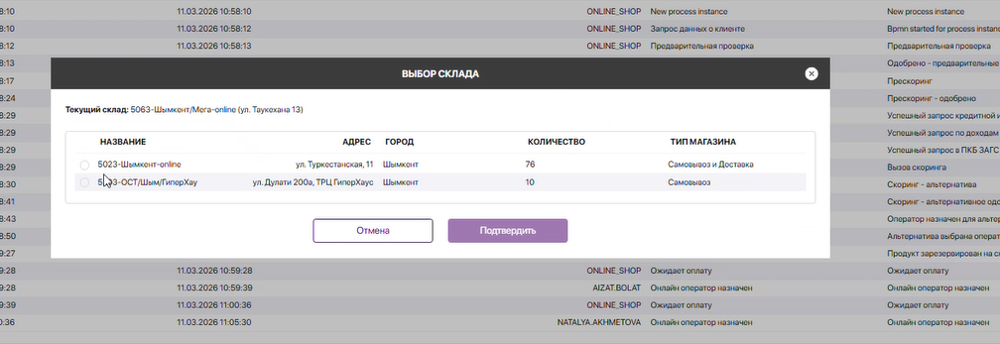 8:10 11.03.2026 10:58:10 ONLINE_SHOP New process instance New process instance
8:10 11.03.2026 10:58:12 ONLINE_SHOP Запрос данных о клиенте Bpmn started for process instanc
8:12 11.03.2026 10:58:13 ONLINE_SHOP Предварительная проверка Предварительная проверка
8:13 Одобрено - предварительные
8:17 Прескоринг
8:24 Прескоринг - одобрено
8:29 Успешный запрос кредитной и
8:29 Успешный запрос по доходам
8:29 Успешный запрос в ПКБ ЗАГС
8:29 Вызов скоринга
8:30 Скоринг - альтернатива
8:41 Скоринг - альтернативное одо
8:43 Оператор назначен для альтер
8:50 Альтернатива выбрана операт
9:27 Продукт зарезервирован на с
ВЫБОР СКЛАДА
Текущий склад: 5063-Шымкент/Мега-online (ул. Таукехана 13)
НАЗВАНИЕ АДРЕС ГОРОД КОЛИЧЕСТВО ТИП МАГАЗИНА
5023-Шымкент-online ул. Туркестанская, 11 Шымкент 76 Самовывоз и Доставка
3-ОСТ/Шым/ГиперХау ул. Дулати 200а, ТРЦ ГиперХаус Шымкент 10 Самовывоз
Отмена Подтвердить
9:28 11.03.2026 10:59:28 ONLINE_SHOP Ожидает оплату Ожидает оплату
9:28 11.03.2026 10:59:39 AIZAT.BOLAT Онлайн оператор назначен Онлайн оператор назначен
9:39 11.03.2026 11:00:36 ONLINE_SHOP Ожидает оплату Ожидает оплату
0:36 11.03.2026 11:05:30 NATALYA.AKHMETOVA Онлайн оператор назначен Онлайн оператор назначен